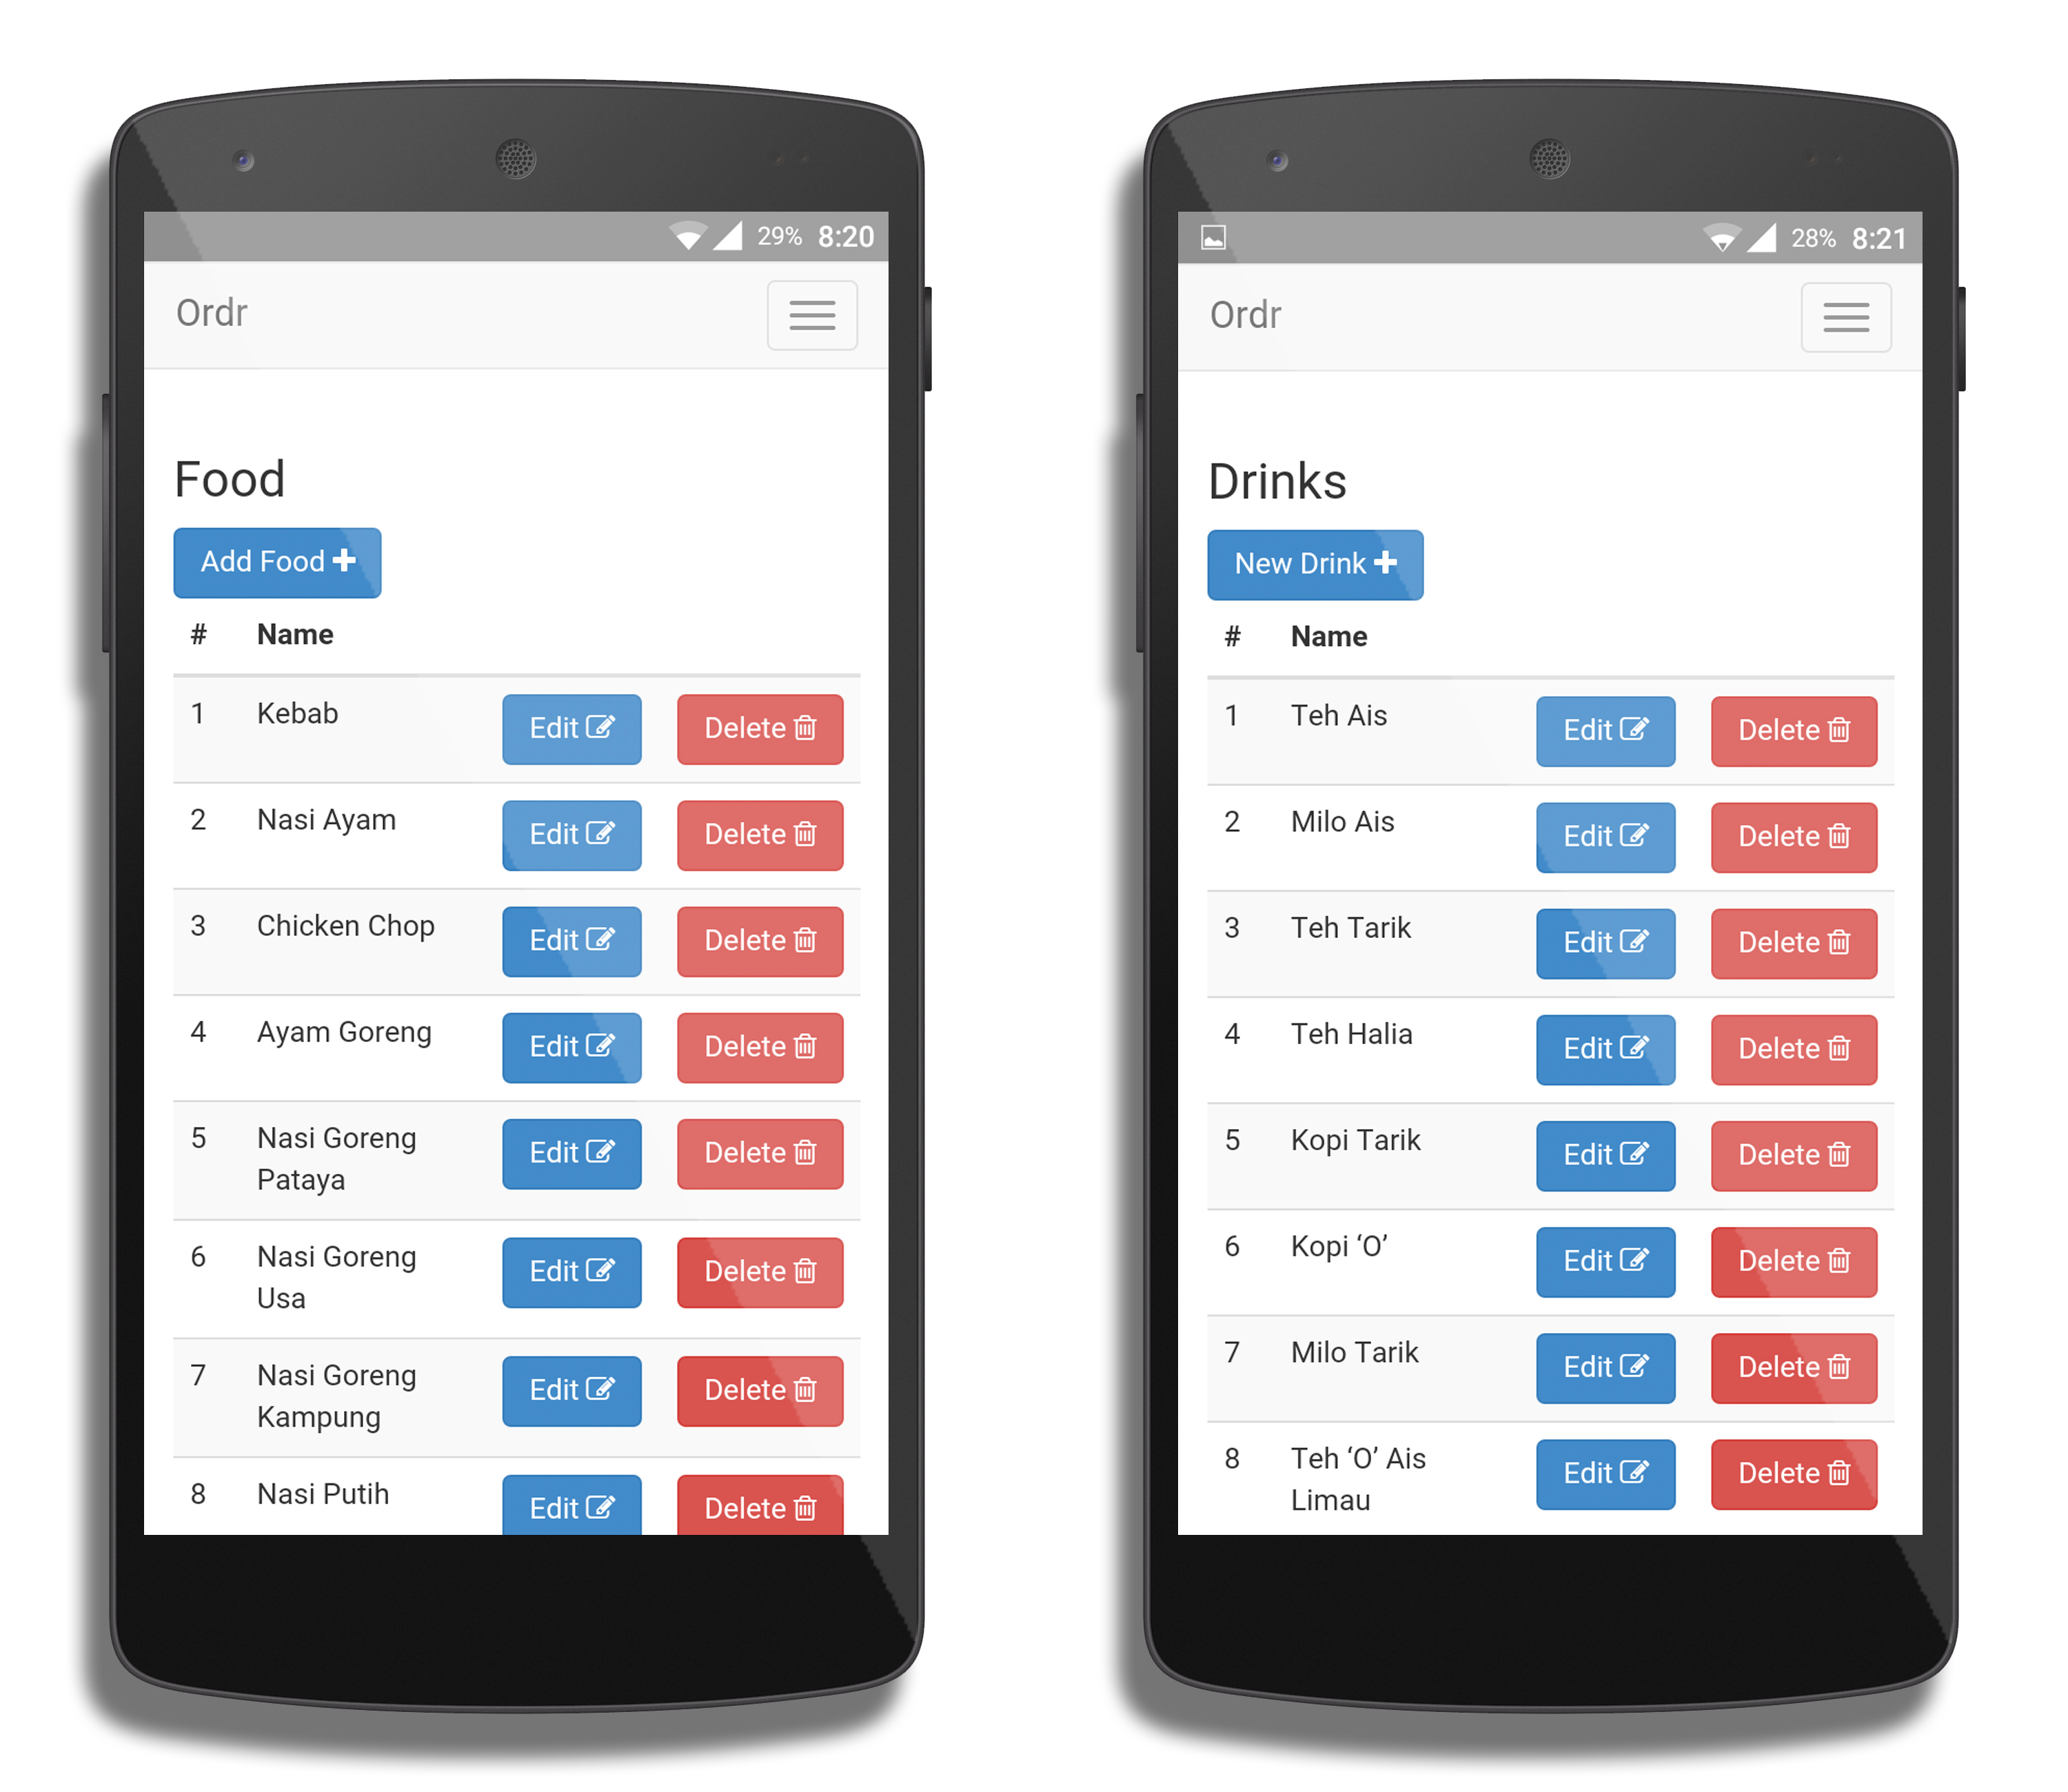 29% 8:20
Ordr
Food
Add Food
# Name
1 Kebab Edit Delete
2 Nasi Ayam Edit Delete
3 Chicken Chop Edit Delete
4 Ayam Goreng Edit Delete
5 Nasi Goreng Edit Delete
Pataya
6 Nasi Goreng Edit Delete
Usa
7 Nasi Goreng Edit Delete
Kampung
8 Nasi Putih Edit Delete
28% 8:21
Ordr
Drinks
New Drink
# Name
1 Teh Ais Edit Delete
2 Milo Ais Edit Delete
3 Teh Tarik Edit Delete
4 Teh Halia Edit Delete
5 Kopi Tarik Edit Delete
6 Kopi ‘O’ Edit Delete
7 Milo Tarik Edit Delete
8 Teh ‘O’ Ais Edit Delete
Limau